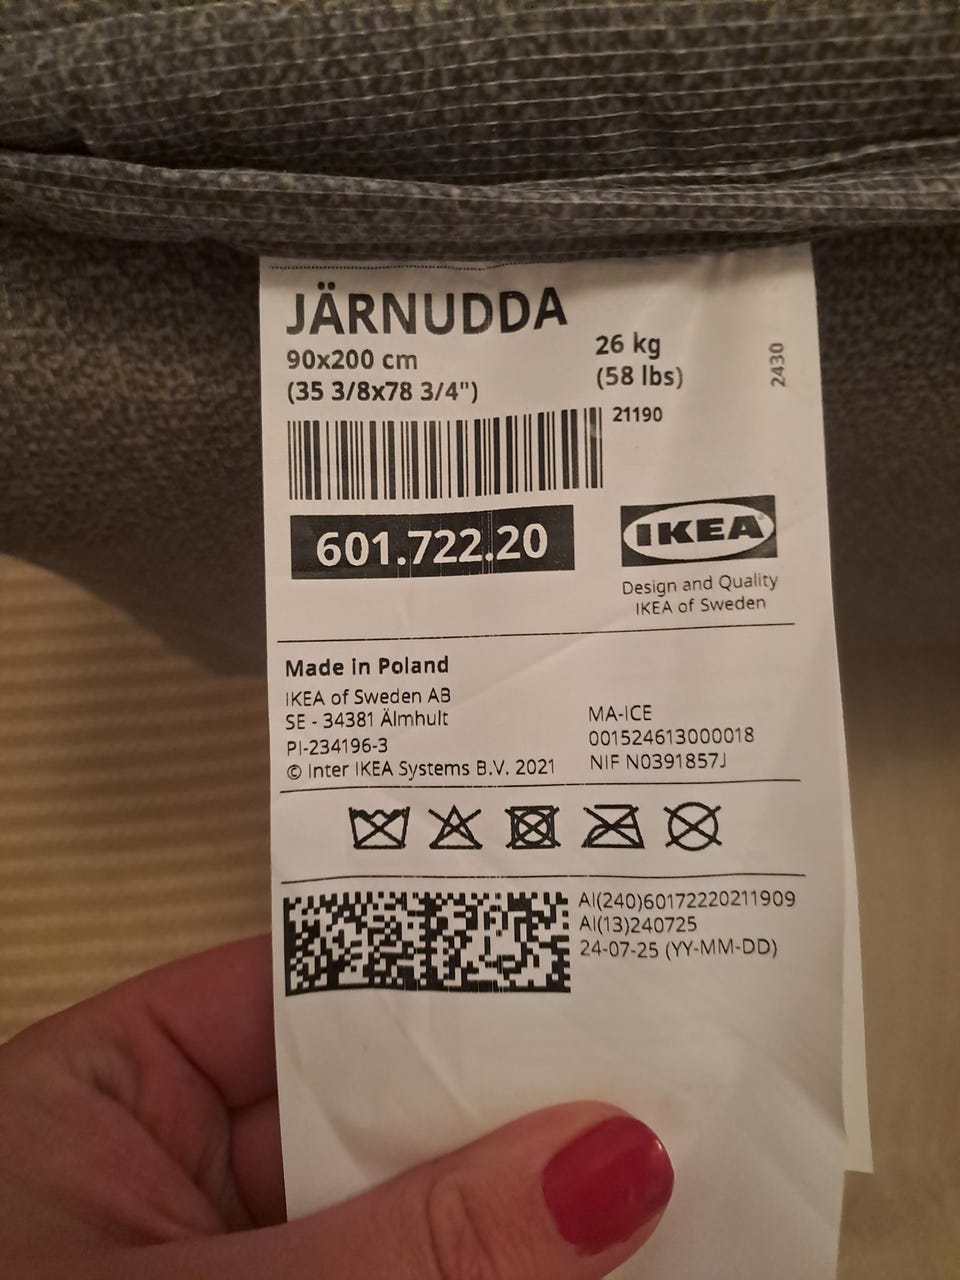 JÄRNUDDA
90x200 cm
(35 3/8x78 3/4")
26 kg
(58 lbs)
2430
21190
601.722.20
IKEA
Design and Quality
IKEA of Sweden
Made in Poland
IKEA of Sweden AB
SE - 34381 Älmhult
PI-234196-3
© Inter IKEA Systems B.V. 2021
MA-ICE
001524613000018
NIF N0391857J
AI(240)60172220211909
AI(13)240725
24-07-25 (YY-MM-DD)